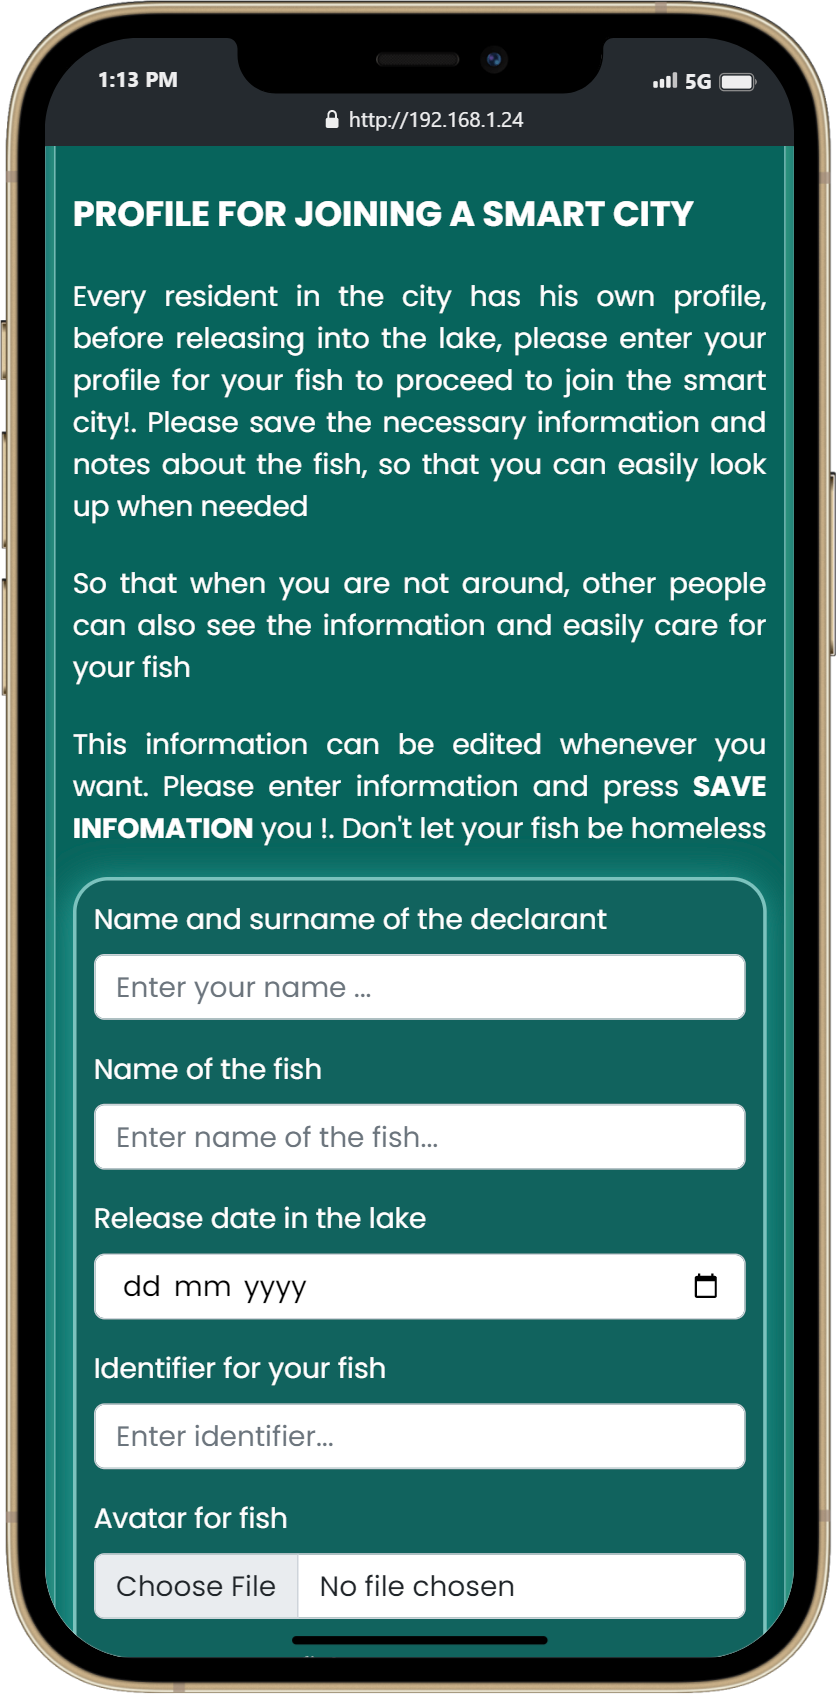 1:13 PM
5G
http://192.168.1.24
PROFILE FOR JOINING A SMART CITY
Every resident in the city has his own profile,
before releasing into the lake, please enter your
profile for your fish to proceed to join the smart
city!. Please save the necessary information and
notes about the fish, so that you can easily look
up when needed
So that when you are not around, other people
can also see the information and easily care for
your fish
This information can be edited whenever you
want. Please enter information and press SAVE
INFOMATION you !. Don't let your fish be homeless
Name and surname of the declarant
Enter your name ...
Name of the fish
Enter name of the fish...
Release date in the lake
dd mm yyyy
Identifier for your fish
Enter identifier...
Avatar for fish
Choose File No file chosen